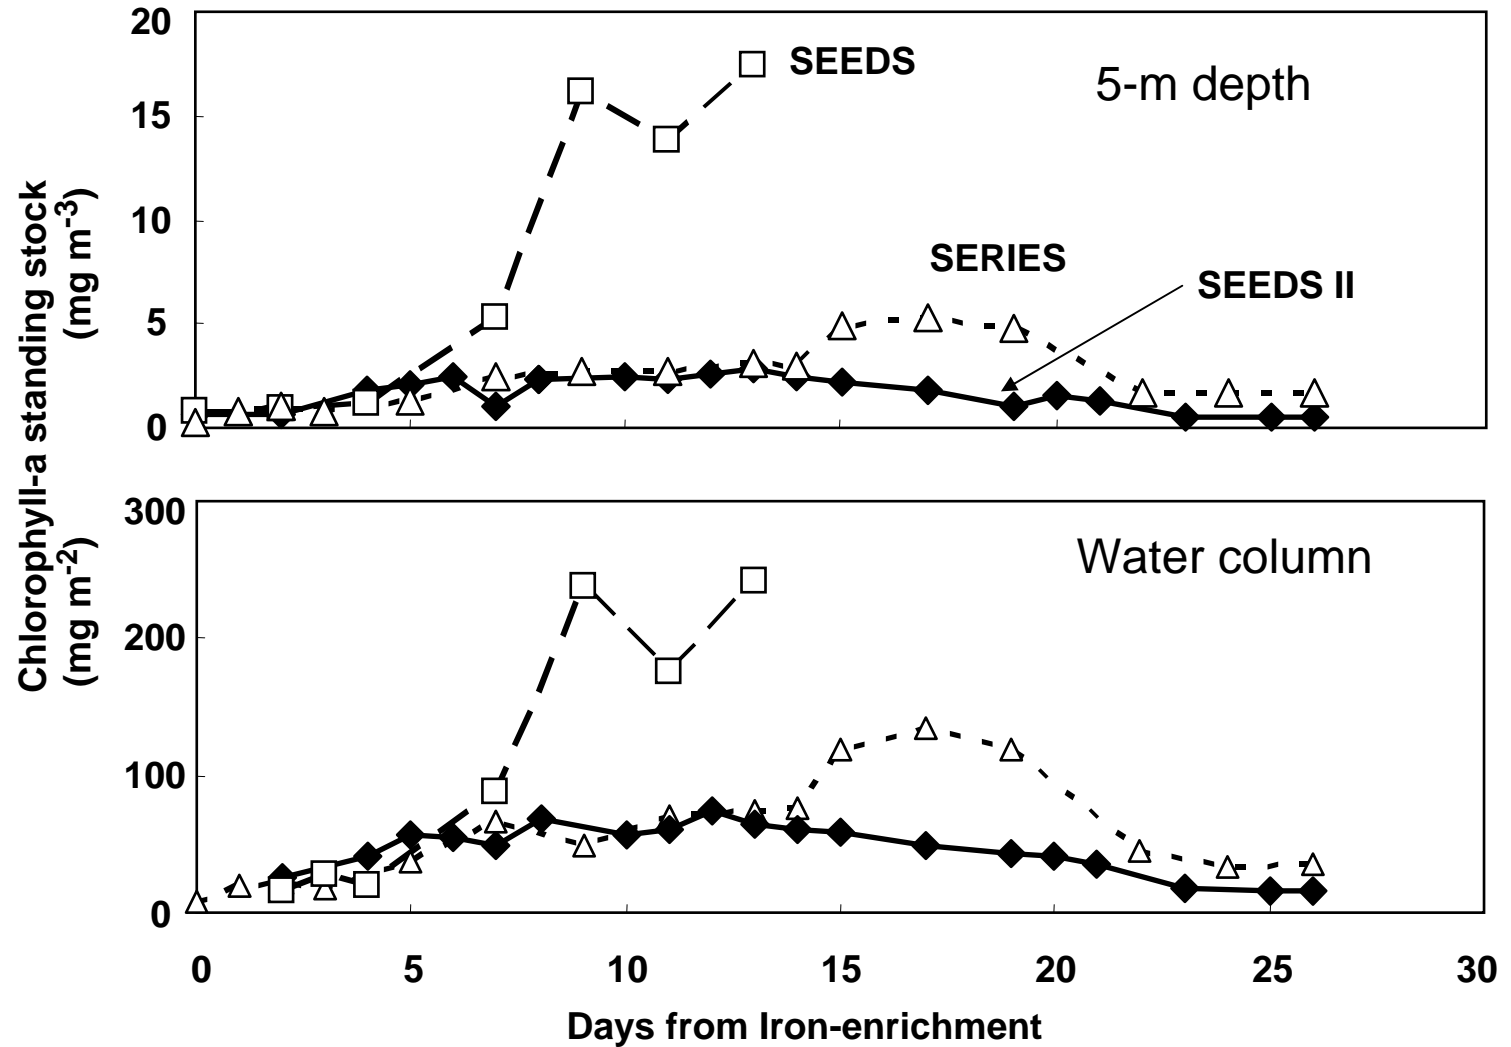 20
SEEDS
5-m depth
15
10
SERIES
SEEDS II
5
0
Chlorophyll-a standing stock
(mg m-3)
(mg m-2)
300
Water column
200
100
0
0 5 10 15 20 25 30
Days from Iron-enrichment